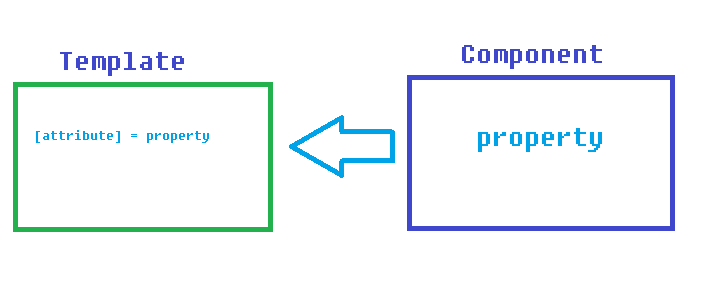 Template
[attribute] = property
Component
property